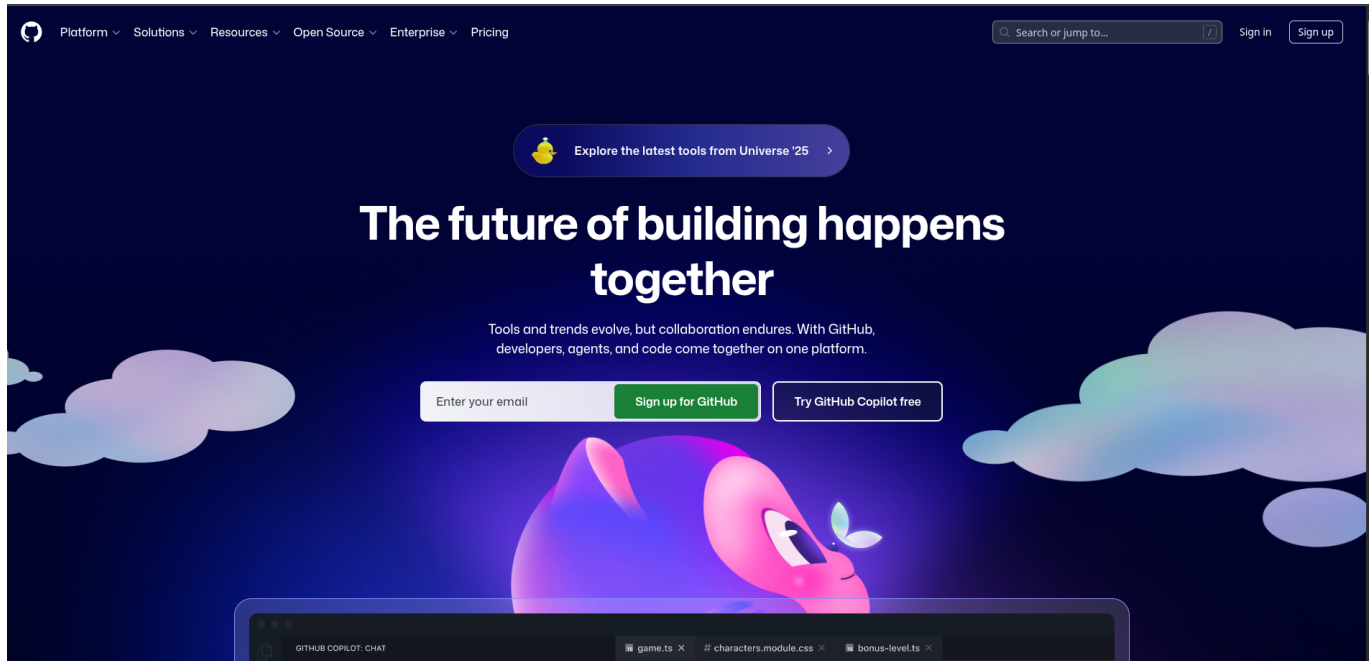 Platform Solutions Resources Open Source Enterprise Pricing Search or jump to... / Sign in Sign up
Explore the latest tools from Universe '25
The future of building happens
together
Tools and trends evolve, but collaboration endures. With GitHub,
developers, agents, and code come together on one platform.
Enter your email Sign up for GitHub Try GitHub Copilot free
GITHUB COPILOT: CHAT TS game.ts # characters.module.css TS bonus-level.ts